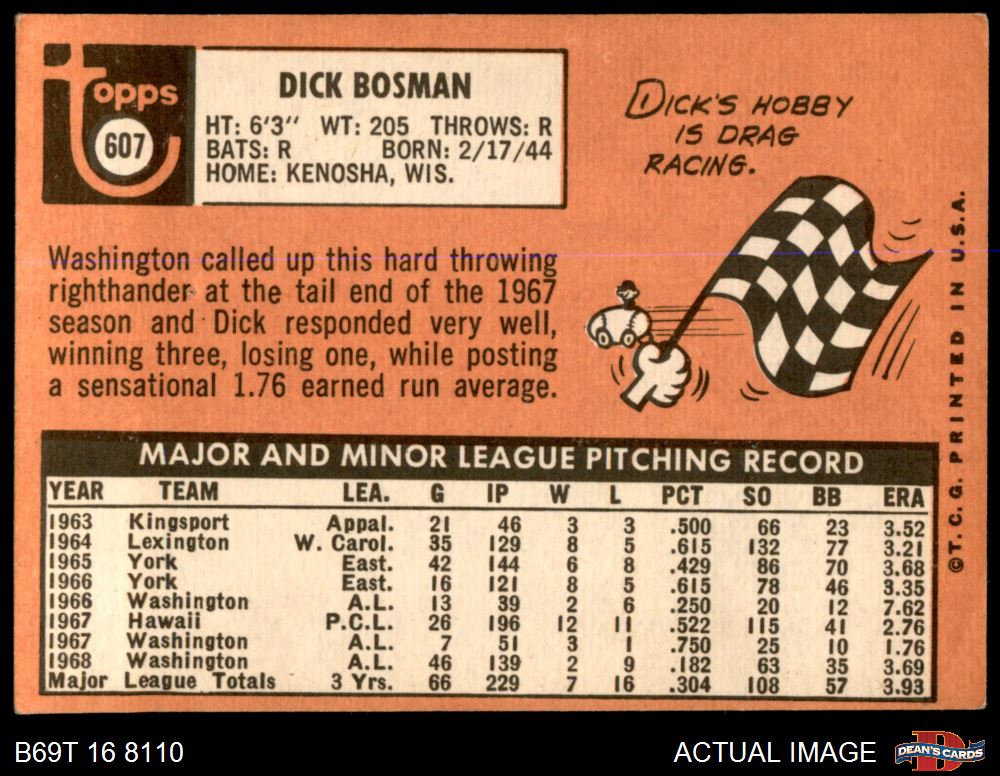 topps
607
DICK BOSMAN
HT: 6'3" WT: 205 THROWS: R
BATS: R BORN: 2/17/44
HOME: KENOSHA, WIS.
DICK'S HOBBY
IS DRAG
RACING.
Washington called up this hard throwing
righthander at the tail end of the 1967
season and Dick responded very well,
winning three, losing one, while posting
a sensational 1.76 earned run average.
MAJOR AND MINOR LEAGUE PITCHING RECORD
YEAR TEAM LEA. G IP W L PCT SO BB ERA
1963 Kingsport Appal. 21 46 3 3 .500 66 23 3.52
1964 Lexington W. Carol. 35 129 8 5 .615 132 77 3.21
1965 York East. 42 144 6 8 .429 86 70 3.68
1966 York East. 16 121 8 5 .615 78 46 3.35
1966 Washington A.L. 13 39 2 6 .250 20 12 7.62
1967 Hawaii P.C.L. 26 196 12 11 .522 115 41 2.76
1967 Washington A.L. 7 51 3 1 .750 25 10 1.76
1968 Washington A.L. 46 139 2 9 .182 63 35 3.69
Major League Totals 3 Yrs. 66 229 7 16 .304 108 57 3.93
©T. C. G. PRINTED IN U.S.A.
B69T 16 8110
ACTUAL IMAGE
D
DEAN'S CARDS